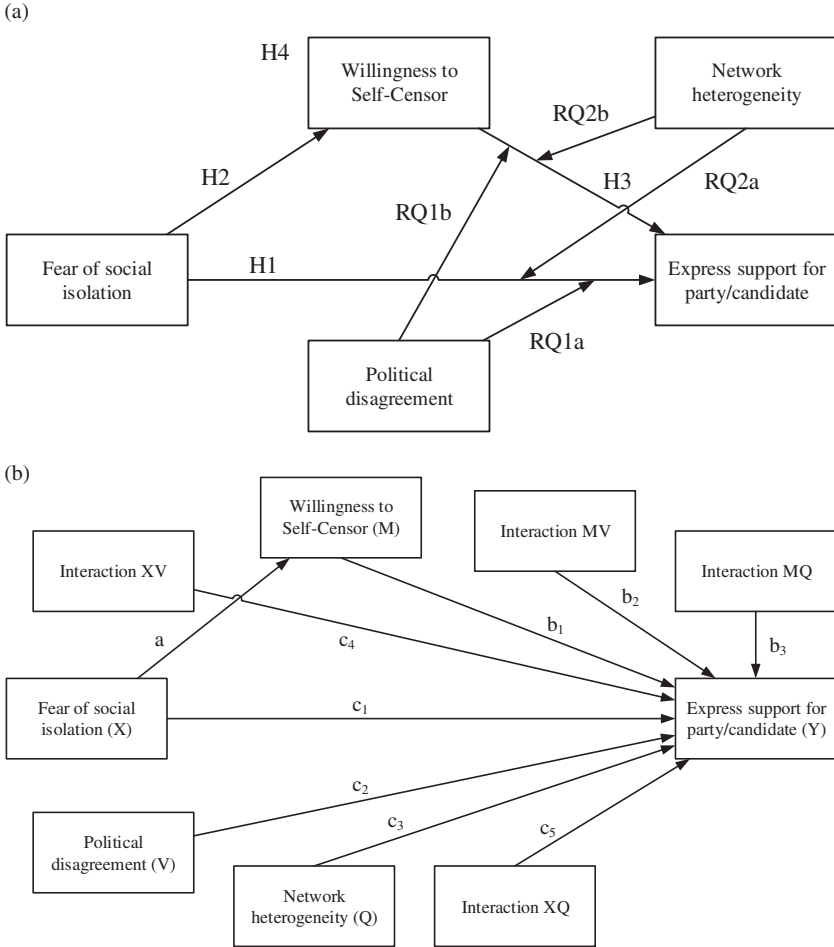 (a)
H4
Willingness to
Self-Censor
Network
heterogeneity
RQ2b
H2
H3
RQ2a
RQ1b
Fear of social
isolation
H1
Express support for
party/candidate
RQ1a
Political
disagreement
(b)
Willingness to
Self-Censor (M)
Interaction MV
Interaction XV
Interaction MQ
b₂
a
b₁
b₃
c₄
Fear of social
isolation (X)
c₁
Express support for
party/candidate (Y)
c₂
c₃
c₅
Political
disagreement (V)
Network
heterogeneity (Q)
Interaction XQ